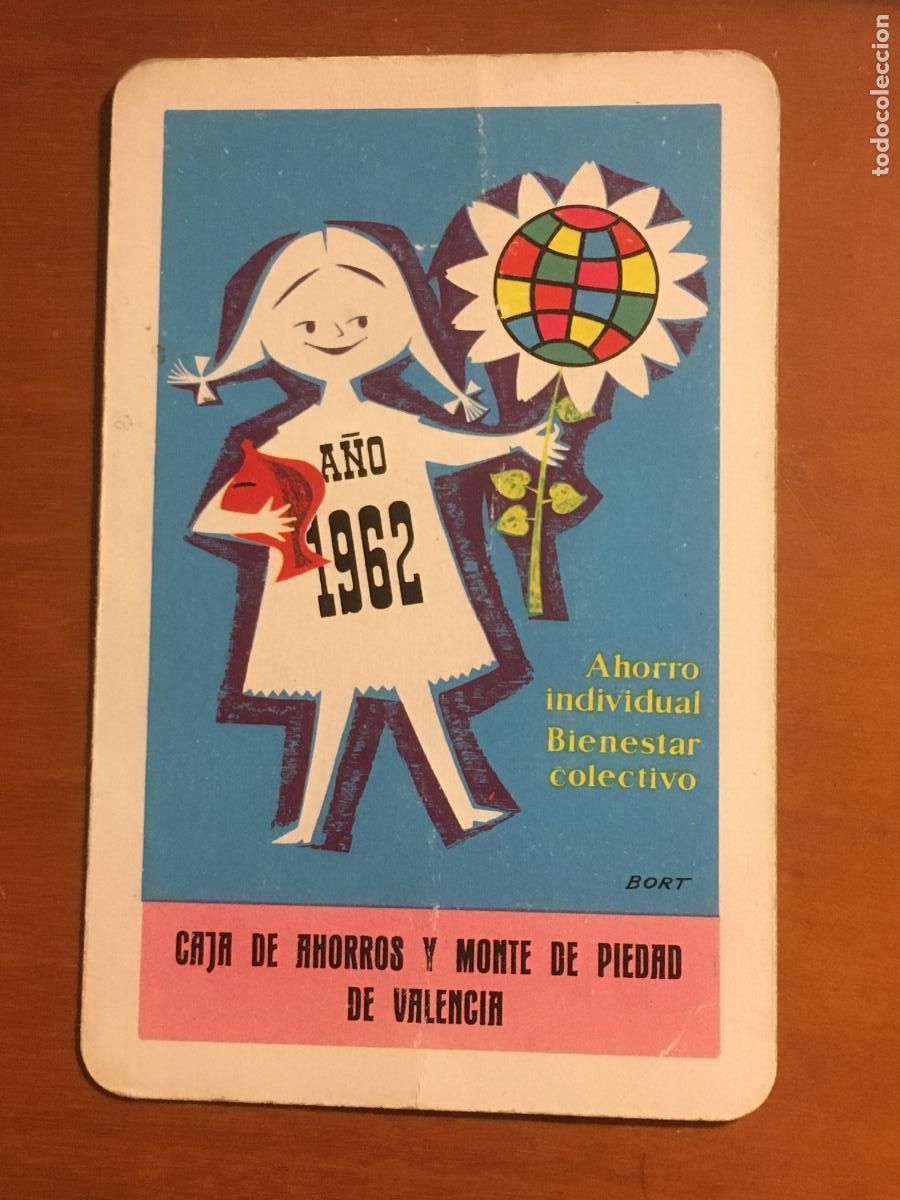 AÑO
1962
Ahorro
individual
Bienestar
colectivo
BORT
CAJA DE AHORROS Y MONTE DE PIEDAD
DE VALENCIA
todocoleccion